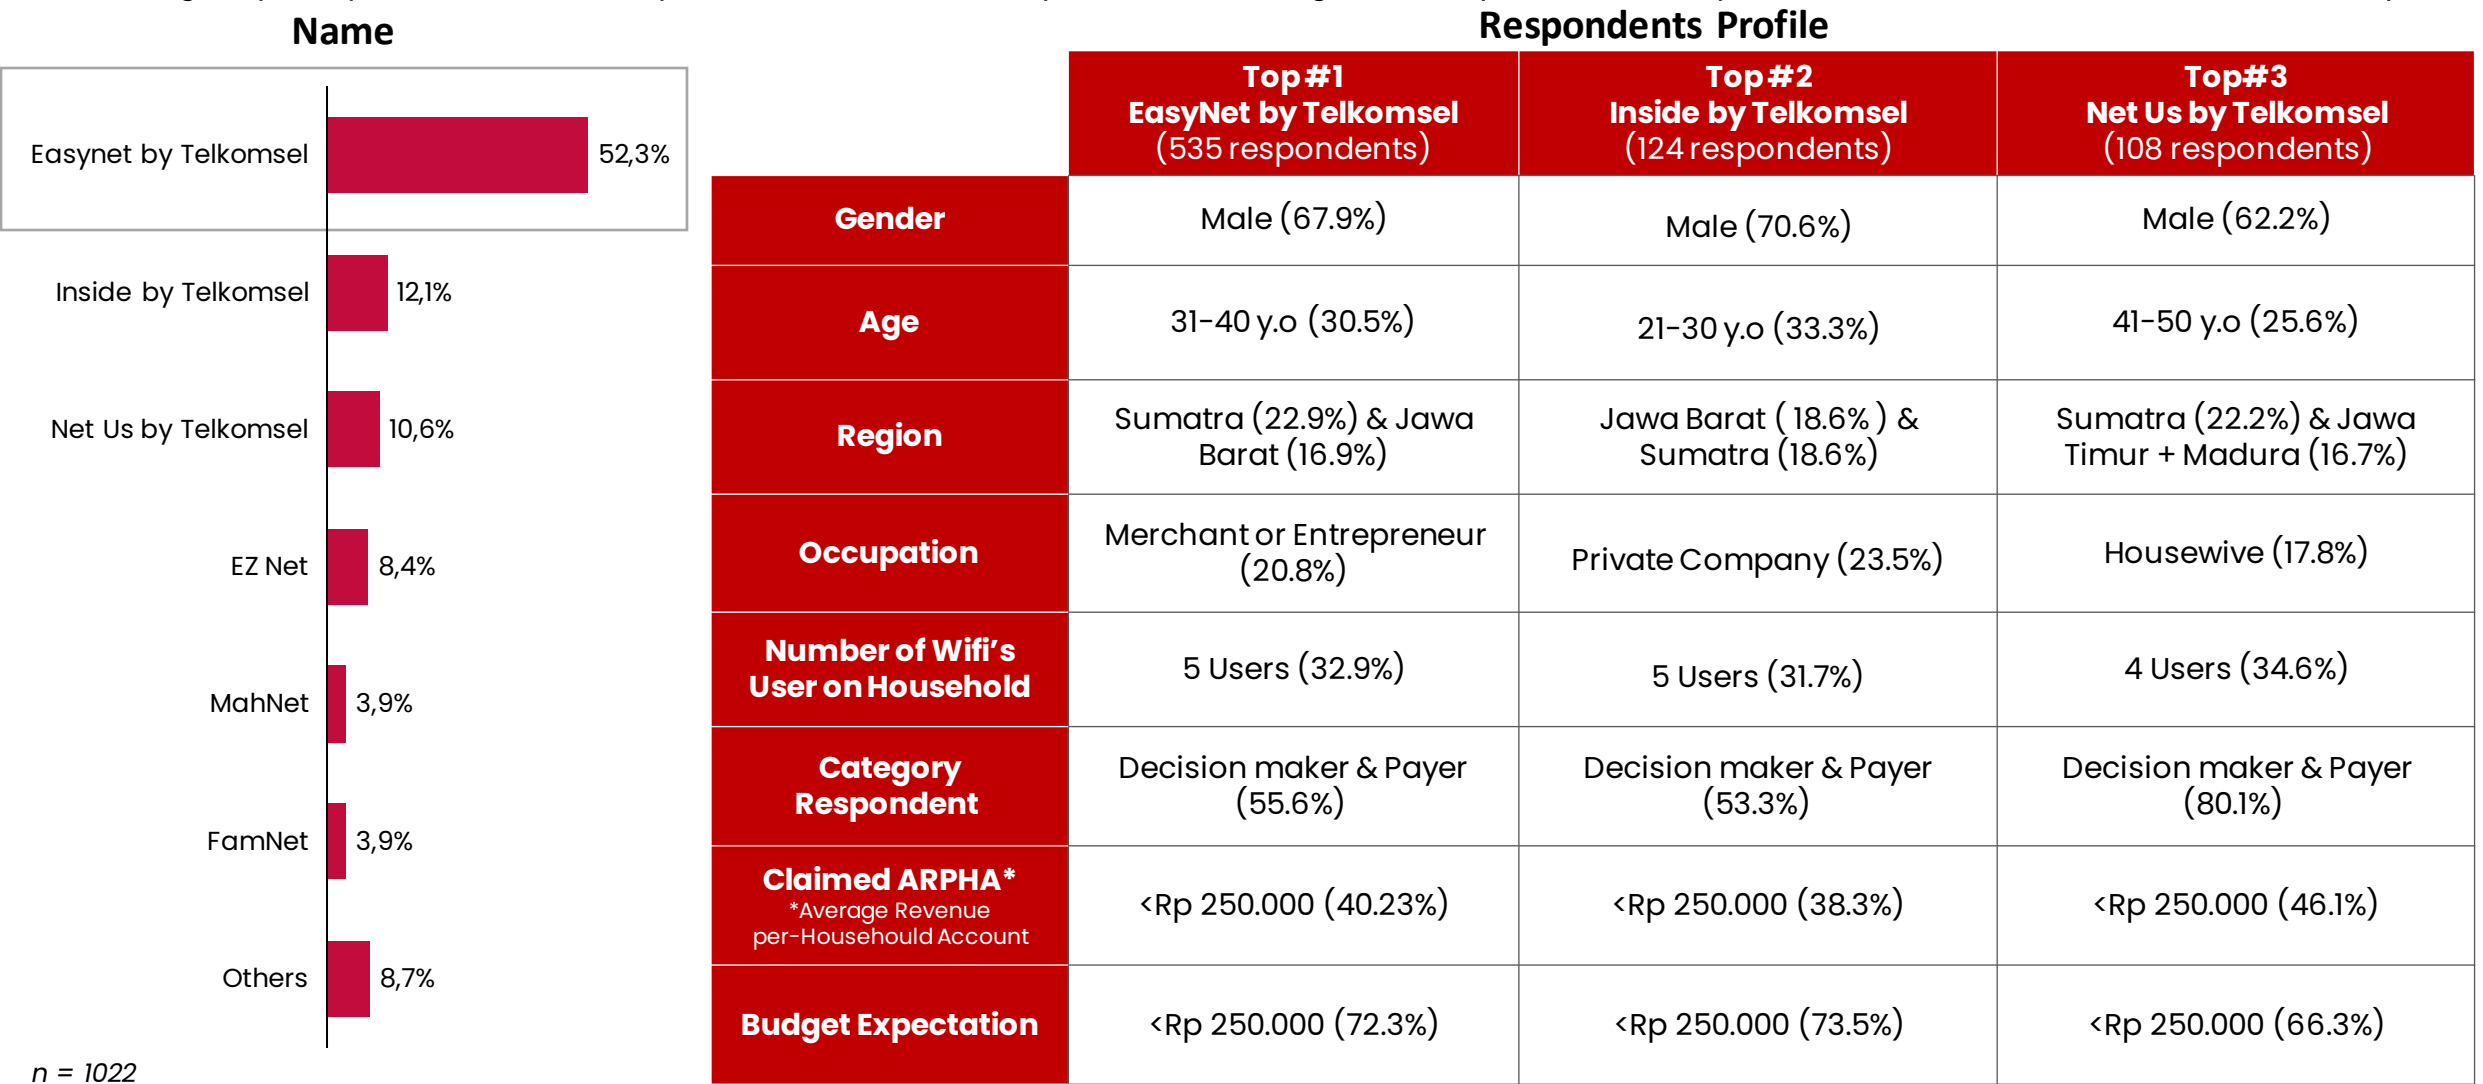 Name
Easynet by Telkomsel
52,3%
Inside by Telkomsel
12,1%
Net Us by Telkomsel
10,6%
EZ Net
8,4%
MahNet
3,9%
FamNet
3,9%
Others
8,7%
n = 1022
Respondents Profile
Top #1
EasyNet by Telkomsel
(535 respondents)
Top #2
Inside by Telkomsel
(124 respondents)
Top#3
Net Us by Telkomsel
(108 respondents)
Gender
Male (67.9%)
Male (70.6%)
Male (62.2%)
Age
31-40 y.o (30.5%)
21-30 y.o (33.3%)
41-50 y.o (25.6%)
Region
Sumatra (22.9%) & Jawa
Barat (16.9%)
Jawa Barat ( 18.6% ) &
Sumatra (18.6%)
Sumatra (22.2%) & Jawa
Timur + Madura (16.7%)
Occupation
Merchant or Entrepreneur
(20.8%)
Private Company (23.5%)
Housewive (17.8%)
Number of Wifi’s
User on Household
5 Users (32.9%)
5 Users (31.7%)
4 Users (34.6%)
Category
Respondent
Decision maker & Payer
(55.6%)
Decision maker & Payer
(53.3%)
Decision maker & Payer
(80.1%)
Claimed ARPHA*
*Average Revenue
per-Househould Account
<Rp 250.000 (40.23%)
<Rp 250.000 (38.3%)
<Rp 250.000 (46.1%)
Budget Expectation
<Rp 250.000 (72.3%)
<Rp 250.000 (73.5%)
<Rp 250.000 (66.3%)